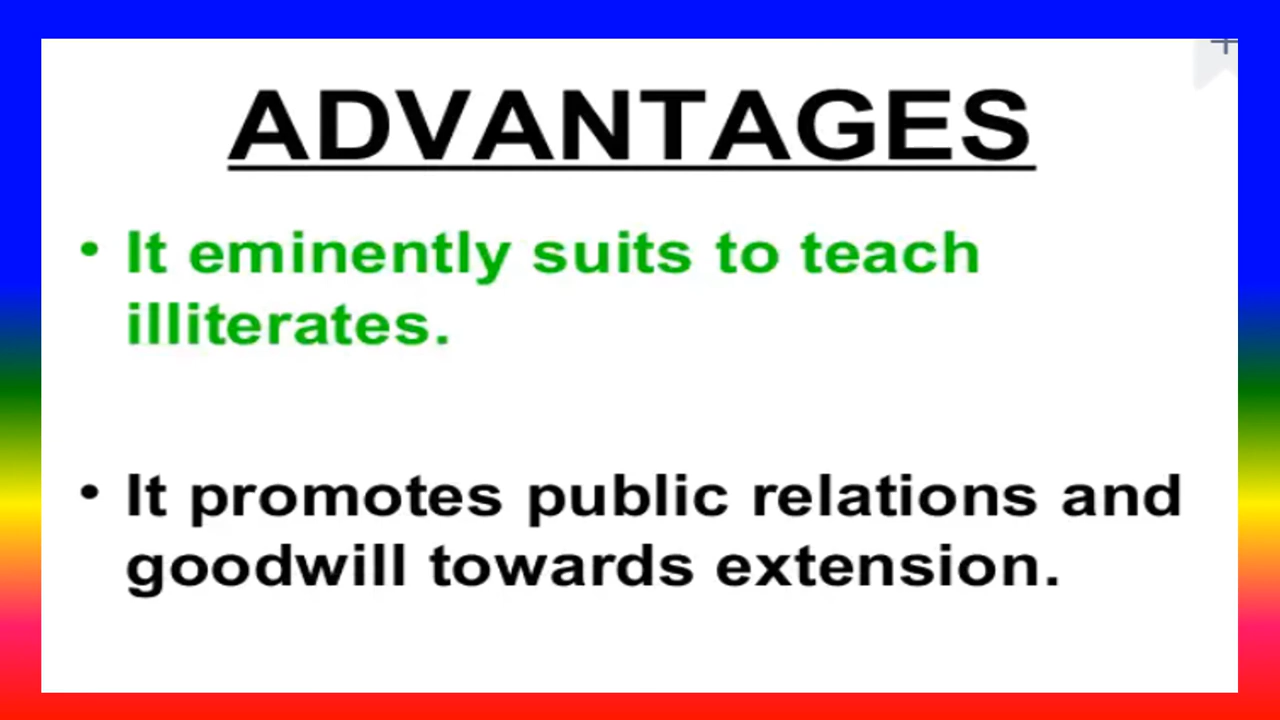 ADVANTAGES
• It eminently suits to teach
illiterates.
• It promotes public relations and
goodwill towards extension.